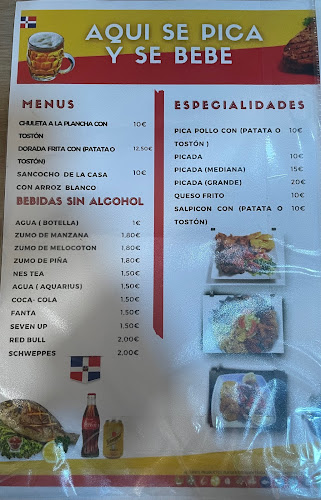 AQUI SE PICA
Y SE BEBE
MENUS
CHULETA A LA PLANCHA CON 10€
TOSTÓN
DORADA FRITA CON (PATATA O 12.50€
TOSTÓN)
SANCOCHO DE LA CASA 10€
CON ARROZ BLANCO
BEBIDAS SIN ALGOHOL
AGUA ( BOTELLA) 1€
ZUMO DE MANZANA 1,80€
ZUMO DE MELOCOTON 1,80€
ZUMO DE PIÑA 1,80€
NES TEA 1,50€
AGUA ( AQUARIUS) 1,50€
COCA- COLA 1,50€
FANTA 1,50€
SEVEN UP 1,50€
RED BULL 2,00€
SCHWEPPES 2,00€
ESPECIALIDADES
PICA POLLO CON (PATATA O 10€
TOSTÓN )
PICADA 10€
PICADA (MEDIANA) 15€
PICADA (GRANDE) 20€
QUESO FRITO 10€
SALPICON CON (PATATA O 10€
TOSTÓN)